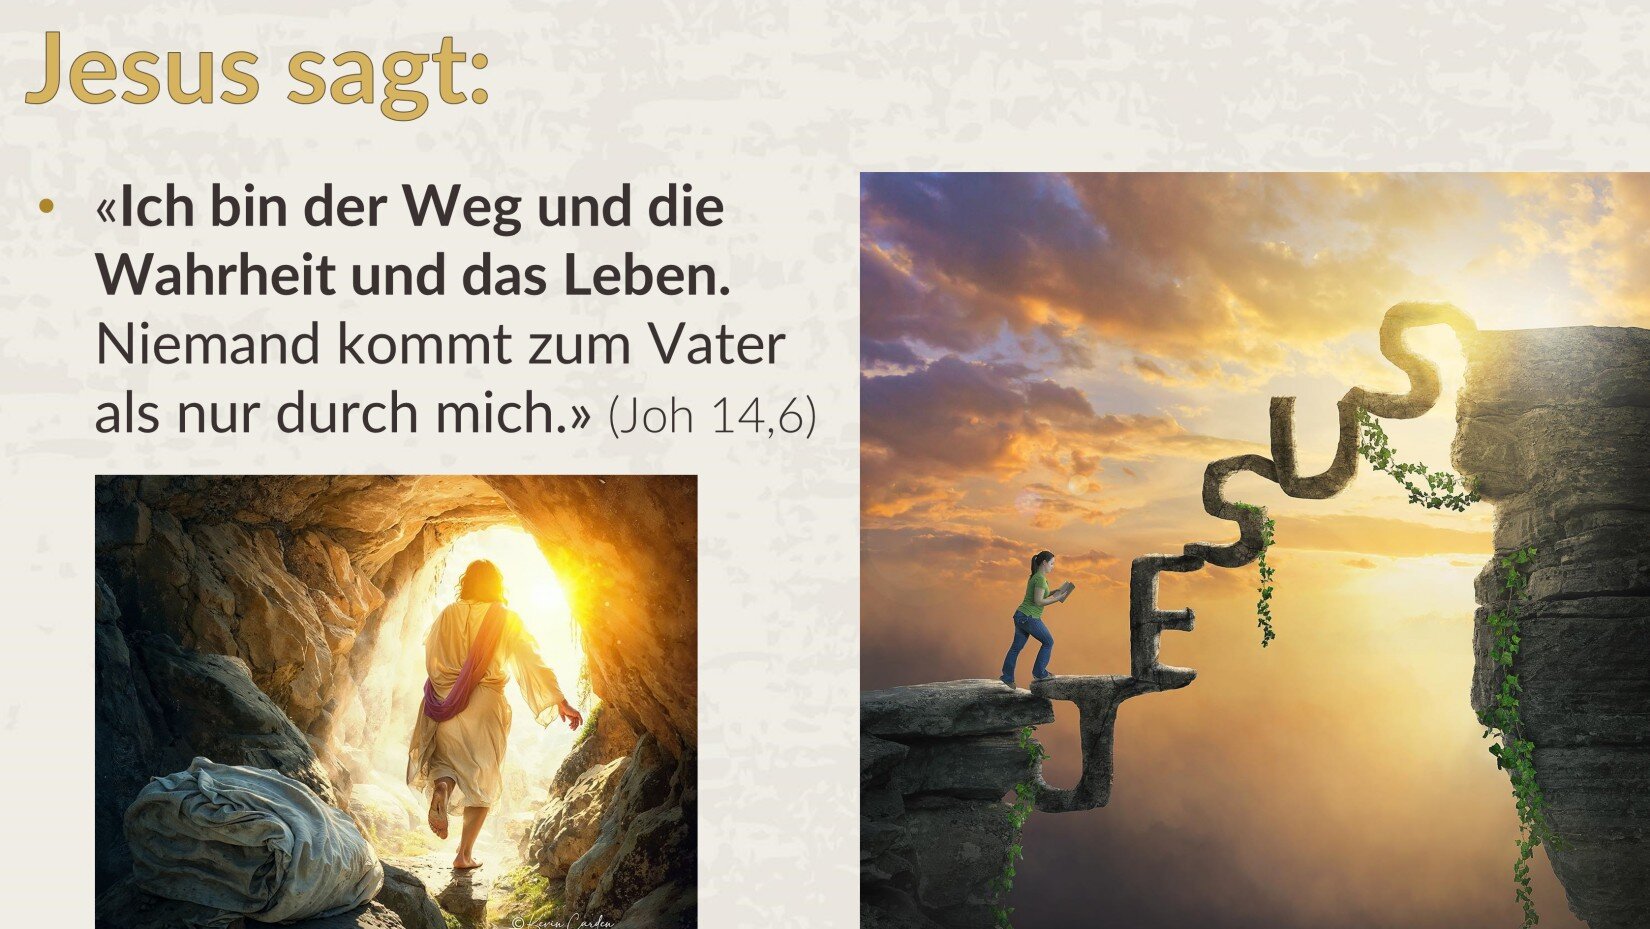 Jesus sagt:
• «Ich bin der Weg und die
Wahrheit und das Leben.
Niemand kommt zum Vater
als nur durch mich.» (Joh 14,6)
©Kevin Carden
JESUS